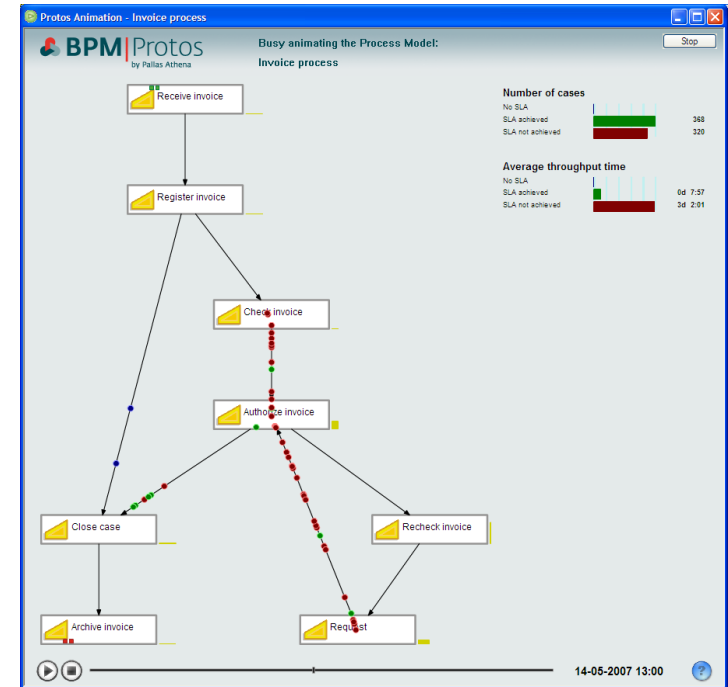 Protos Animation - Invoice process
BPM|Protos
by Pallas Athena
Busy animating the Process Model:
Invoice process
Stop
Number of cases
No SLA
SLA achieved 368
SLA not achieved 320
Average throughput time
No SLA
SLA achieved 0d 7:57
SLA not achieved 3d 2:01
Receive invoice
Register invoice
Check invoice
Authorize invoice
Close case
Recheck invoice
Archive invoice
Request
14-05-2007 13:00
?